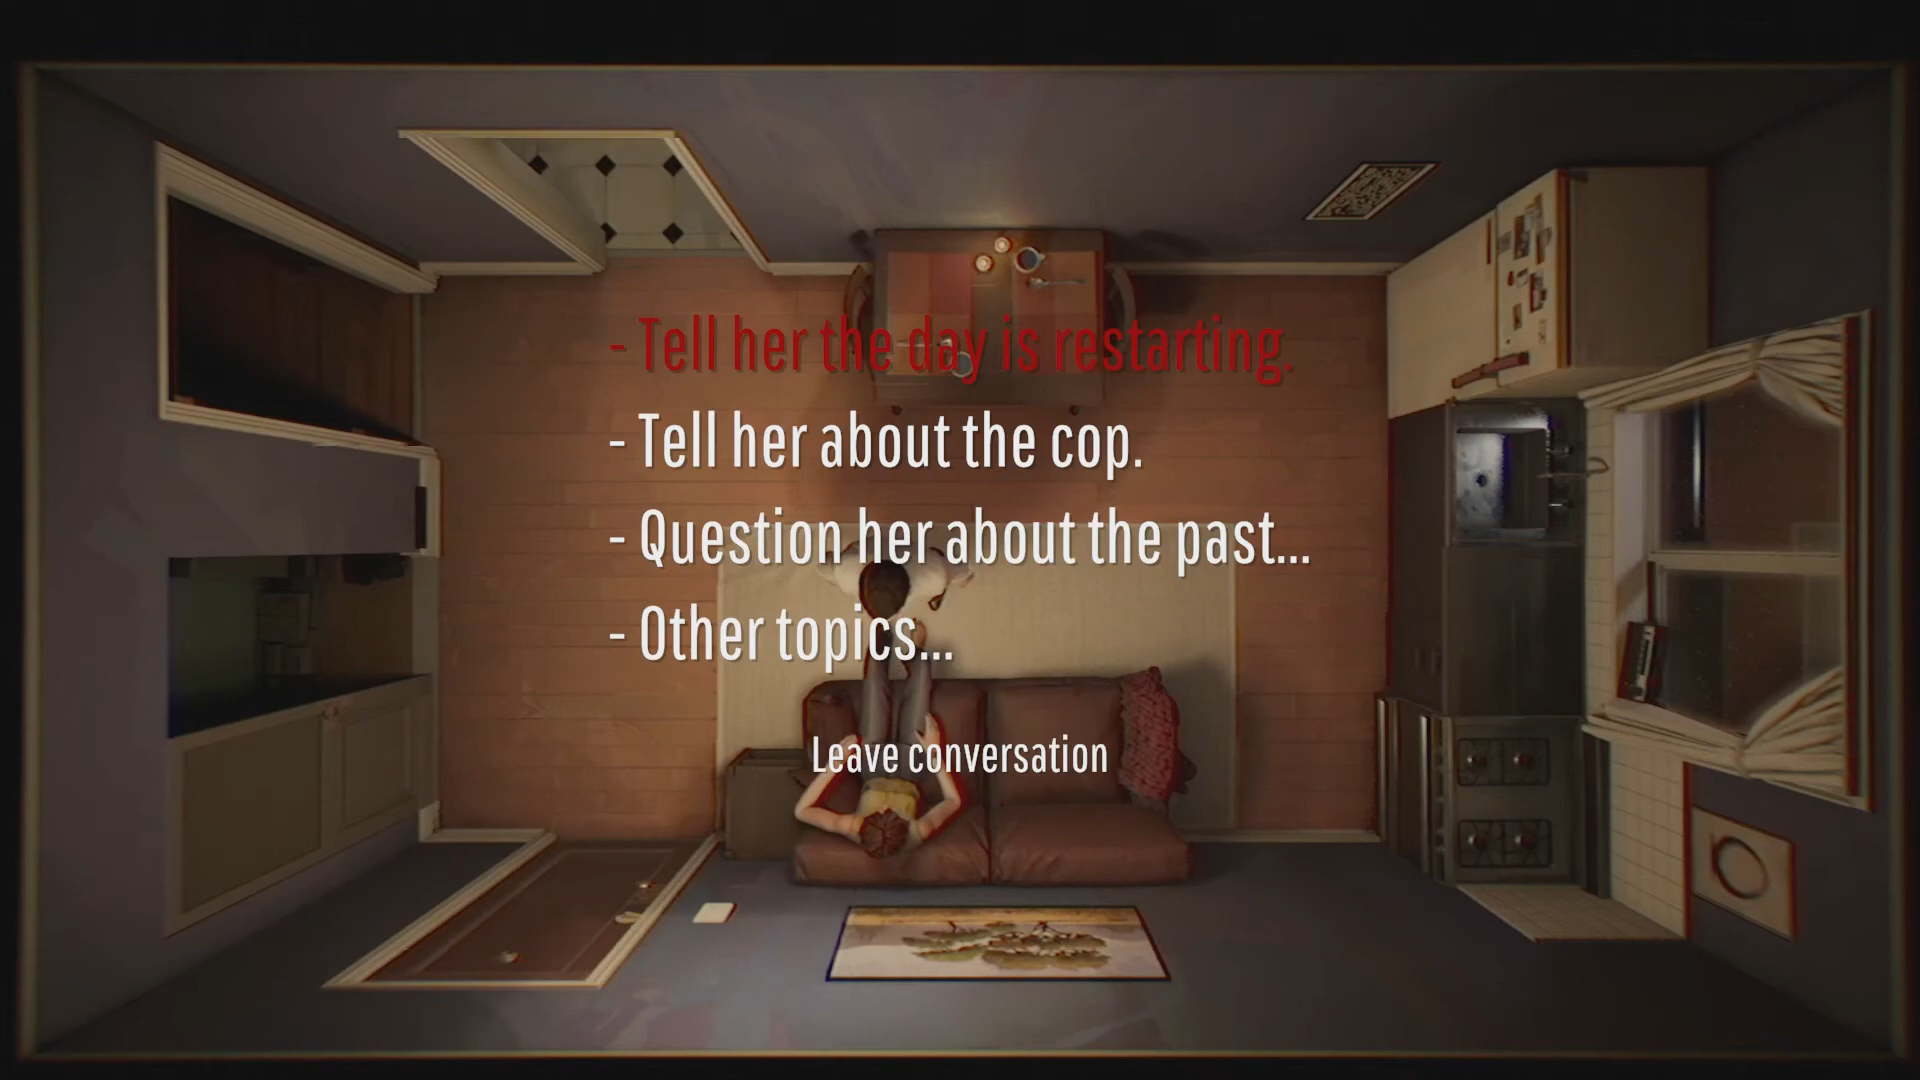 - Tell her the day is restarting.
- Tell her about the cop.
- Question her about the past...
- Other topics...
Leave conversation